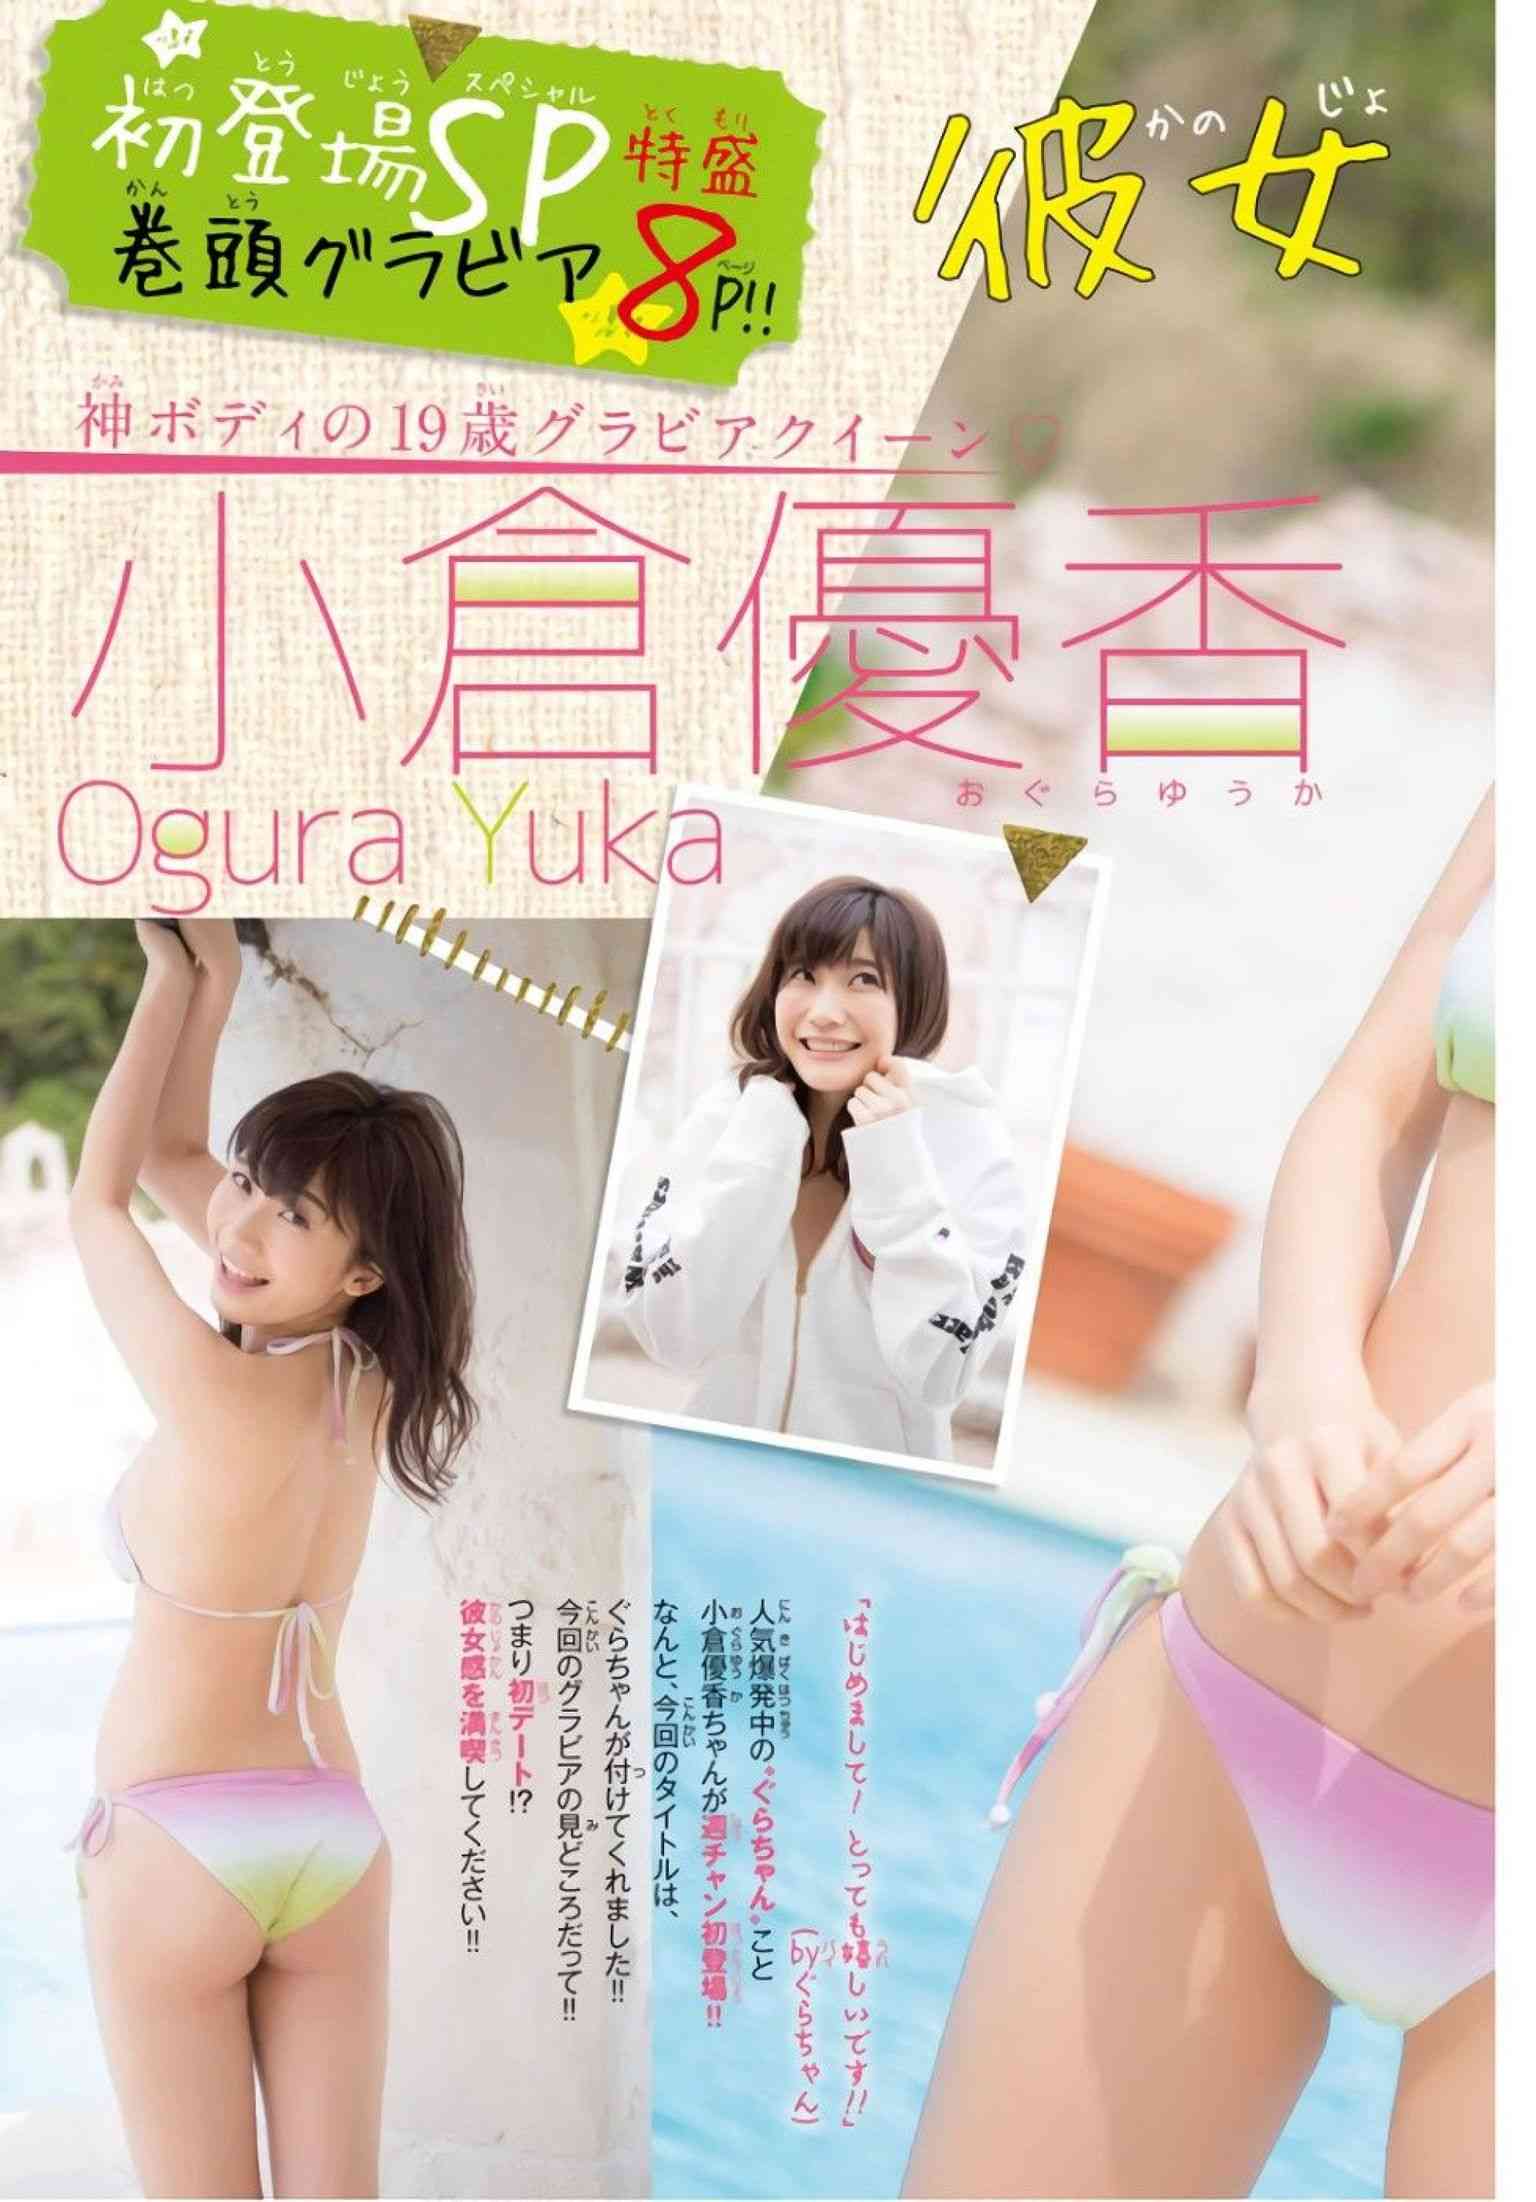 初登場SP 特盛
巻頭グラビア8P!!
彼女
神ボディの19歳グラビアクイーン♡
小倉優香
おぐらゆうか
Ogura Yuka
「はじめまして！とっても嬉しいです!!」
(byぐらちゃん)
人気爆発中の“ぐらちゃん”こと
小倉優香ちゃんが週チャン初登場!!
なんと、今回のタイトルは、
ぐらちゃんが付けてくれました!!
今回のグラビアの見どころだって!!
つまり初デート!?
彼女感を満喫してください!!